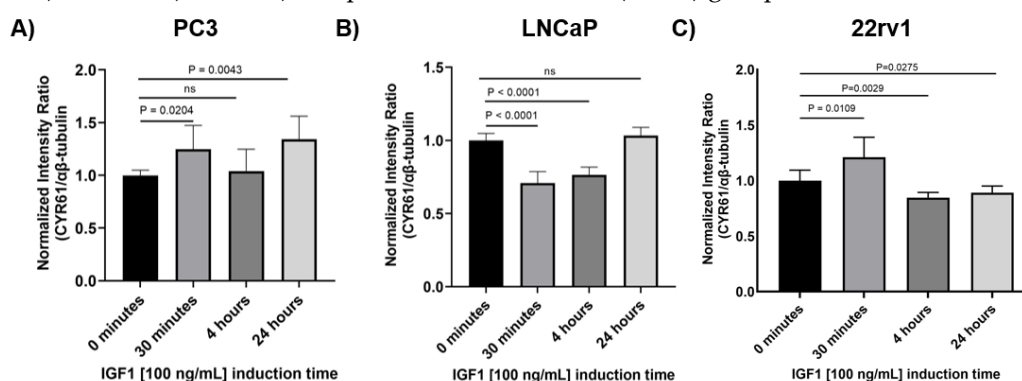 A)
PC3
B)
LNCaP
C)
22rv1
Normalized Intensity Ratio
(CYR61/αβ-tubulin
2.0
1.5
1.0
0.5
0.0
P = 0.0043
ns
P = 0.0204
0 minutes
30 minutes
4 hours
24 hours
IGF1 [100 ng/mL] induction time
Normalized Intensity Ratio
(CYR61/αβ-tubulin
1.5
1.0
0.5
0.0
ns
P < 0.0001
P < 0.0001
0 minutes
30 minutes
4 hours
24 hours
IGF1 [100 ng/mL] induction time
Normalized Intensity Ratio
(CYR61/αβ-tubulin
2.0
1.5
1.0
0.5
0.0
P=0.0275
P=0.0029
P = 0.0109
0 minutes
30 minutes
4 hours
24 hours
IGF1 [100 ng/mL] induction time